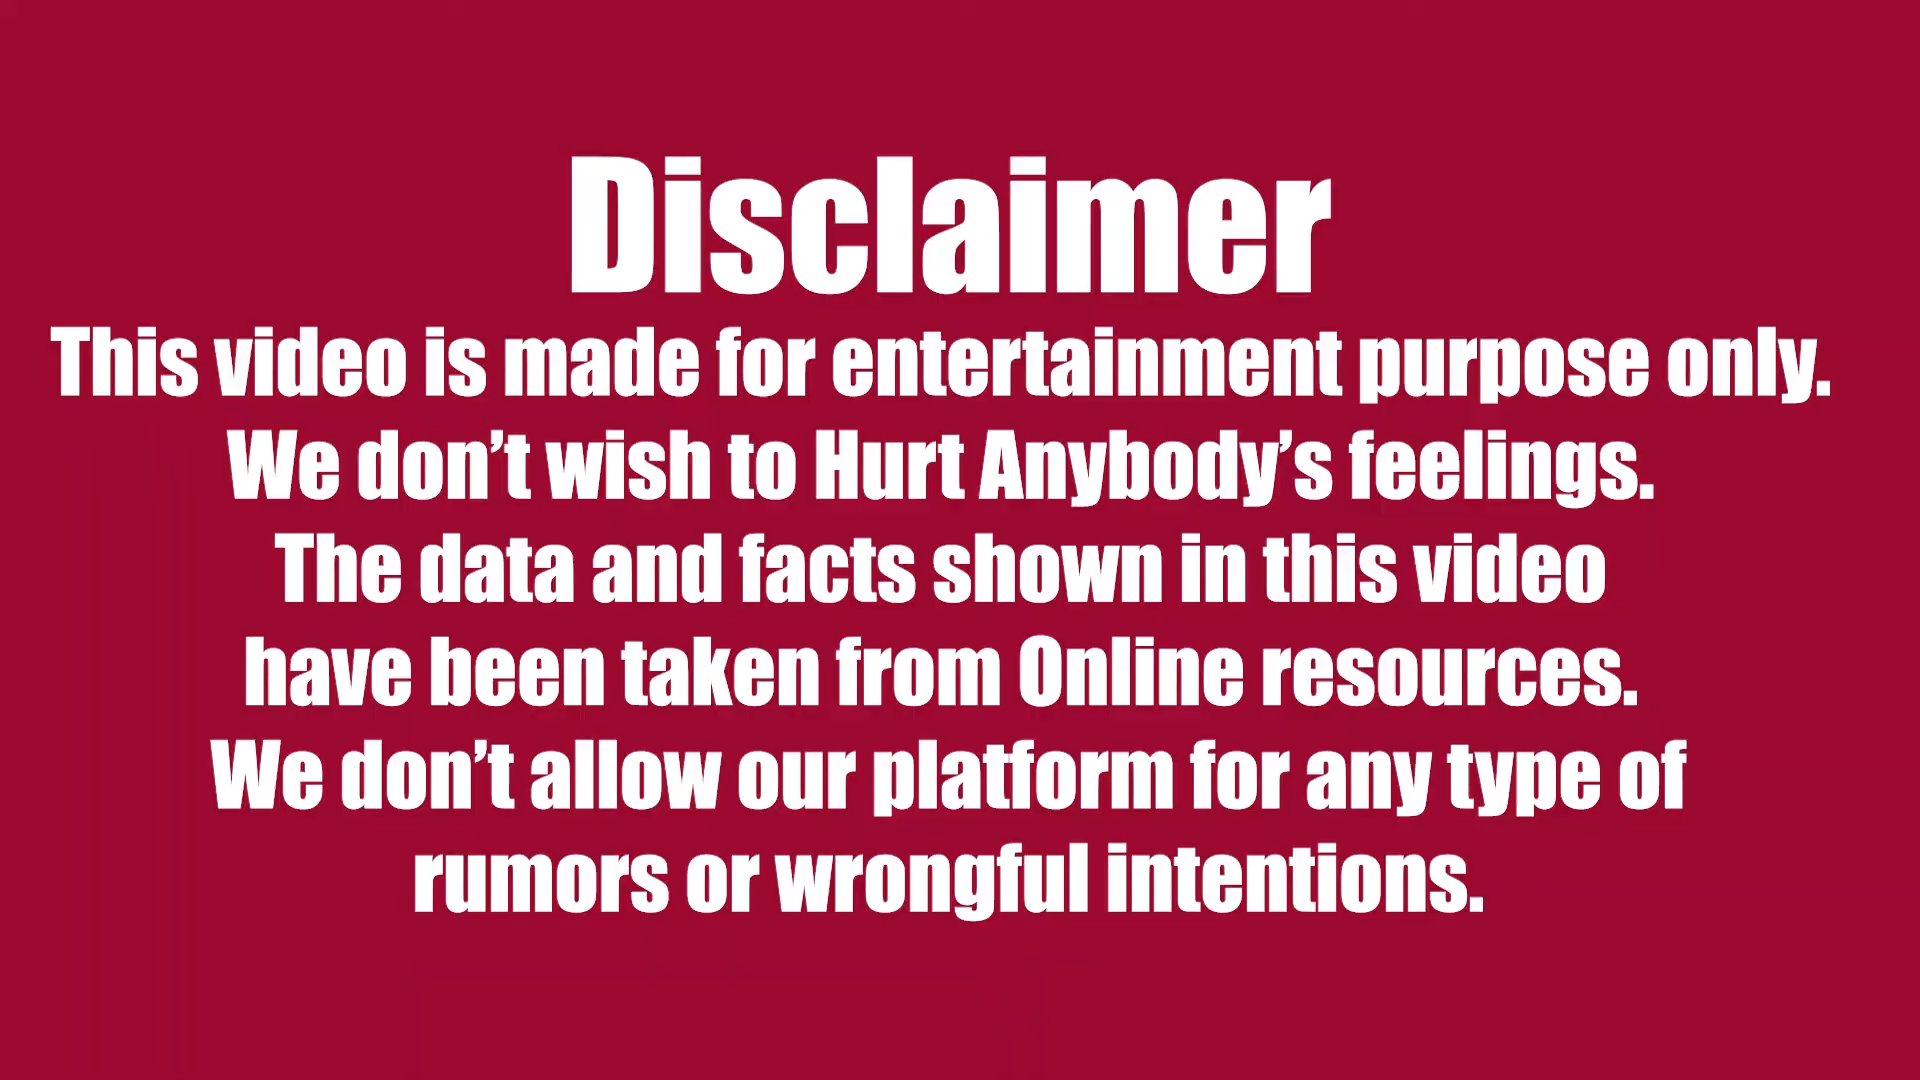 Disclaimer
This video is made for entertainment purpose only.
We don’t wish to Hurt Anybody’s feelings.
The data and facts shown in this video
have been taken from Online resources.
We don’t allow our platform for any type of
rumors or wrongful intentions.